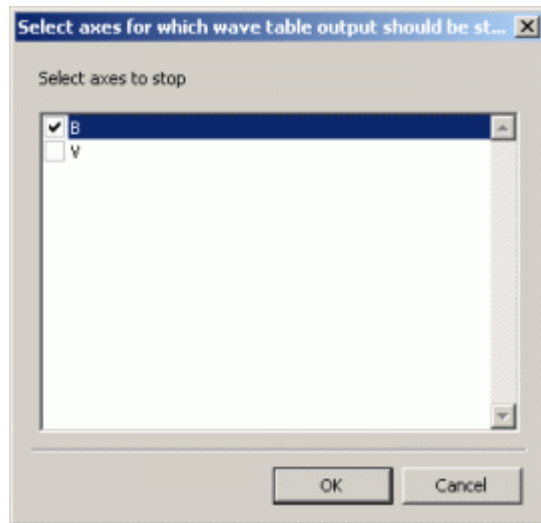 Select axes for which wave table output should be st...
Select axes to stop
B
V
OK
Cancel